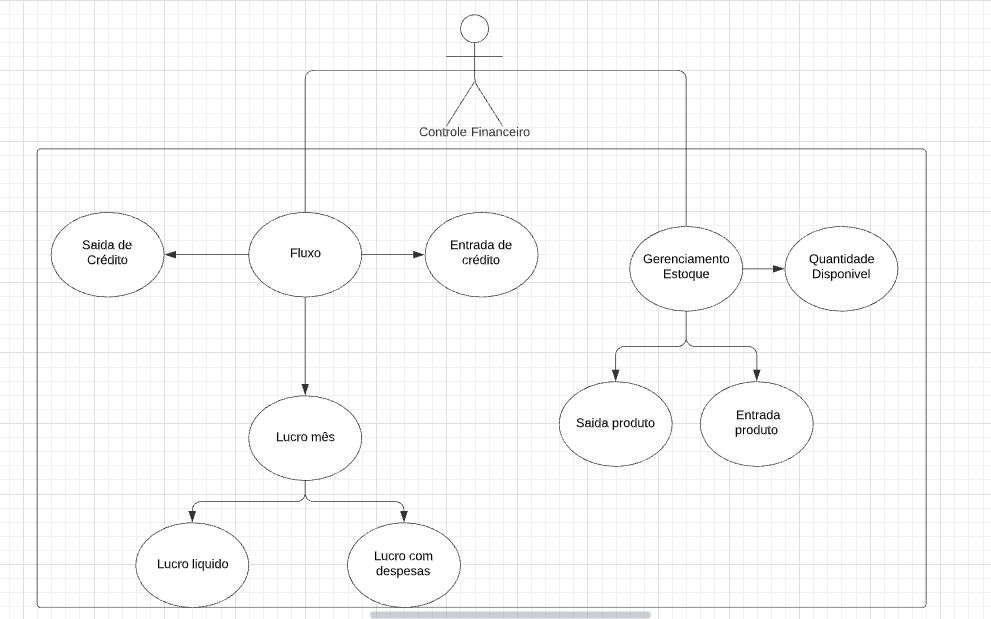 Controle Financeiro
Saida de
Crédito
Fluxo
Entrada de
crédito
Gerenciamento
Estoque
Quantidade
Disponivel
Saida produto
Entrada
produto
Lucro mês
Lucro liquido
Lucro com
despesas